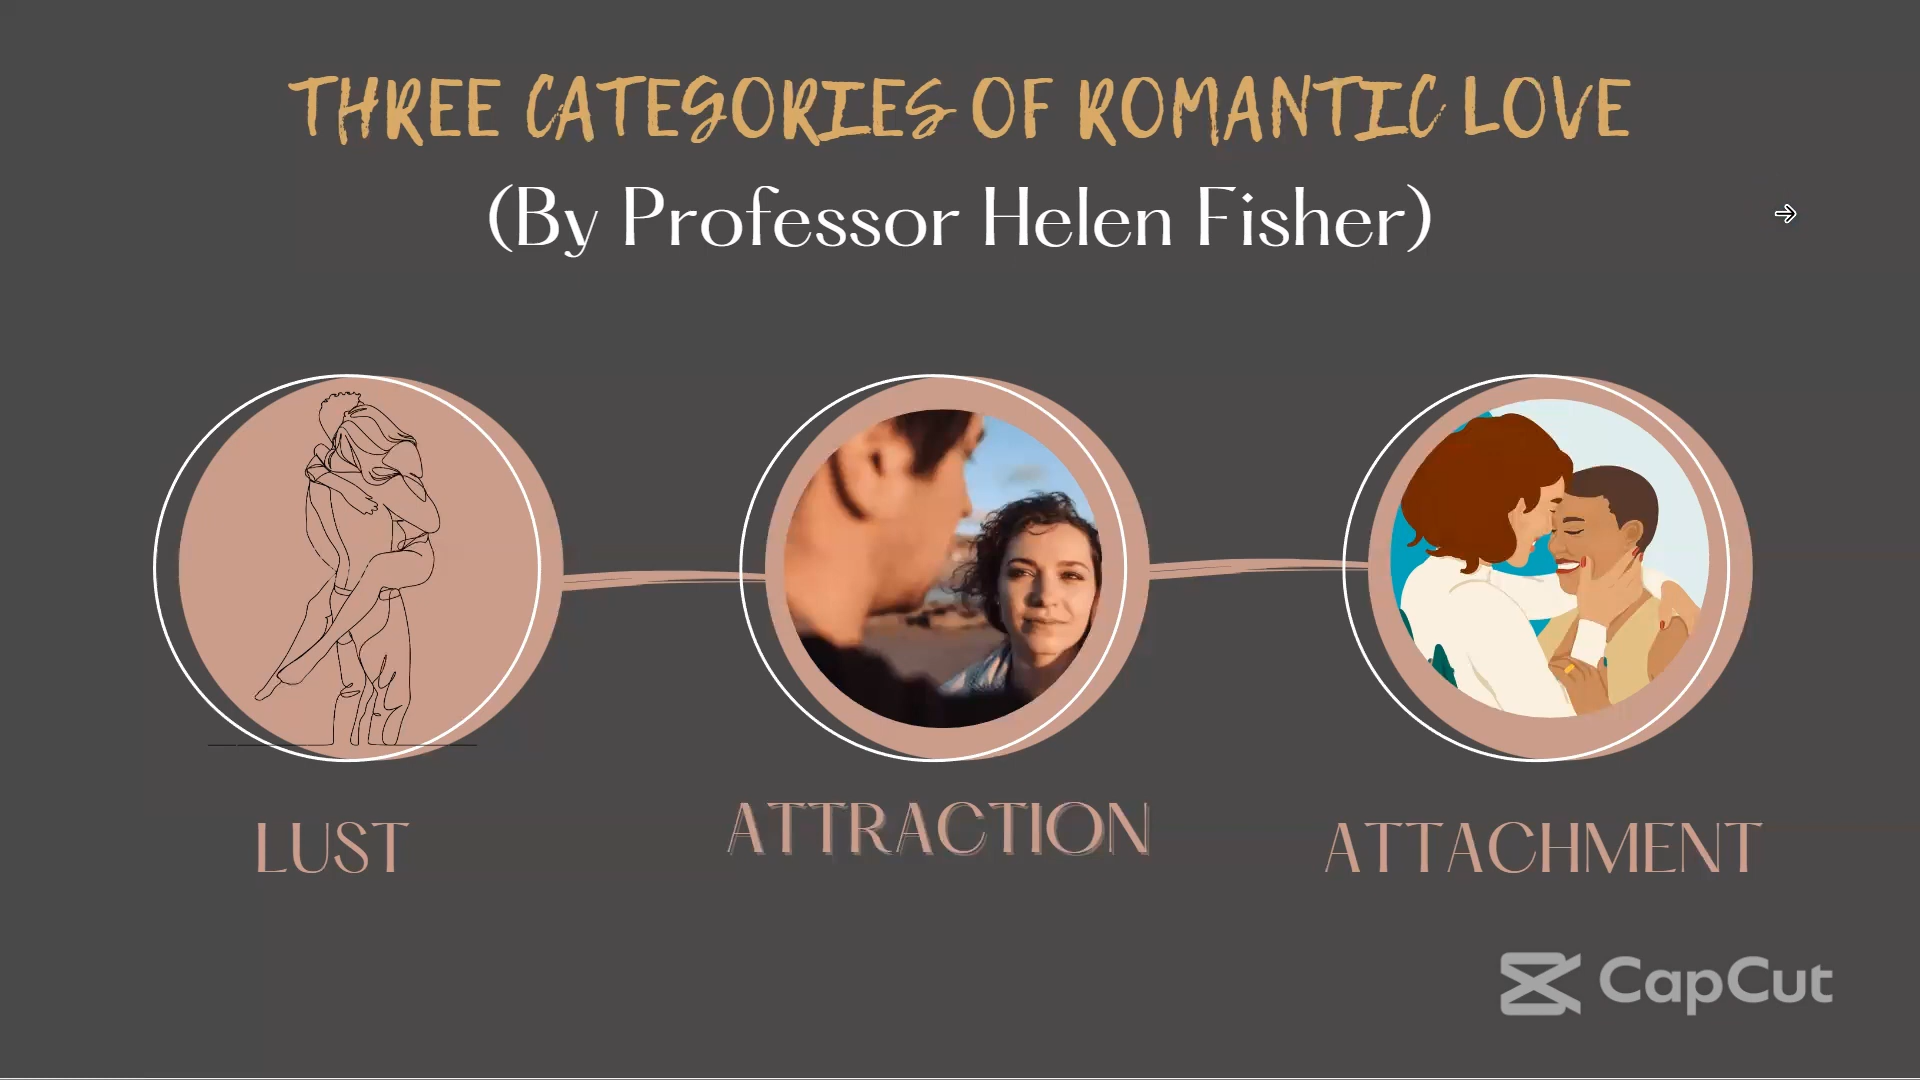 THREE CATEGORIES OF ROMANTIC LOVE
(By Professor Helen Fisher)
LUST
ATTRACTION
ATTACHMENT
CapCut